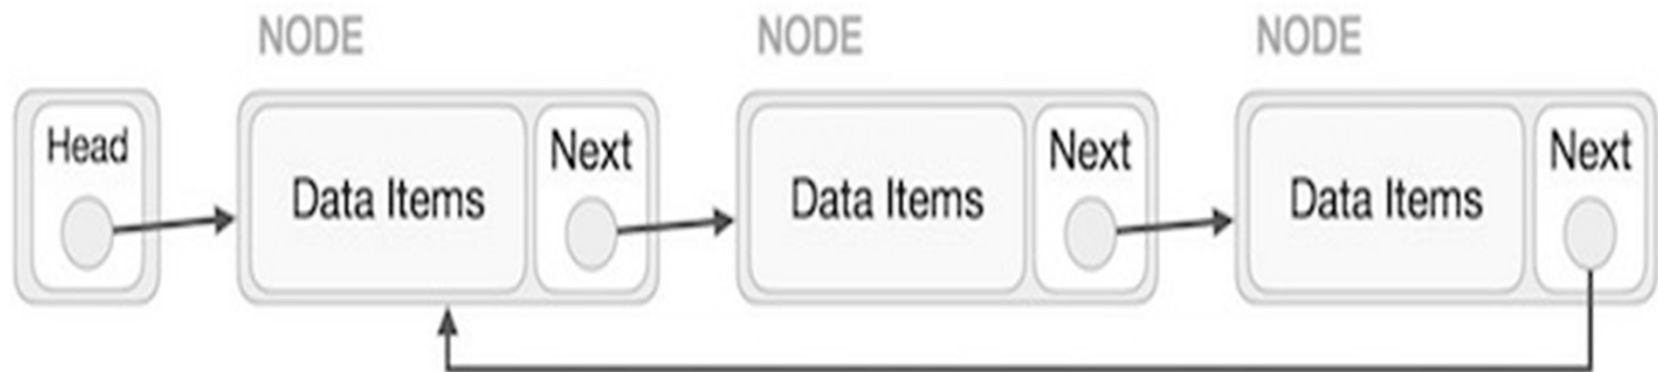 NODE NODE NODE
Head
Data Items Next
Data Items Next
Data Items Next